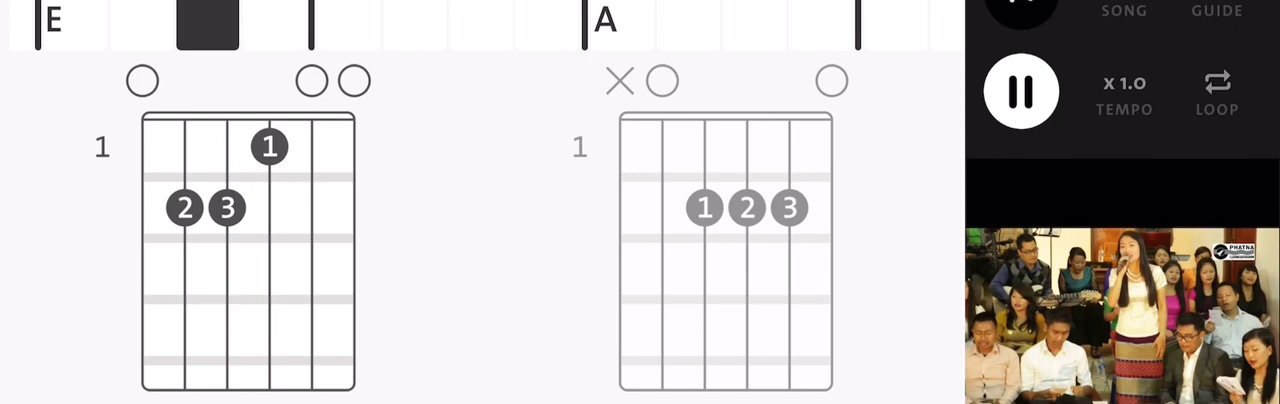 E
A
SONG GUIDE
1
1
2 3
1
1 2 3
X 1.0
TEMPO LOOP
PHATNA